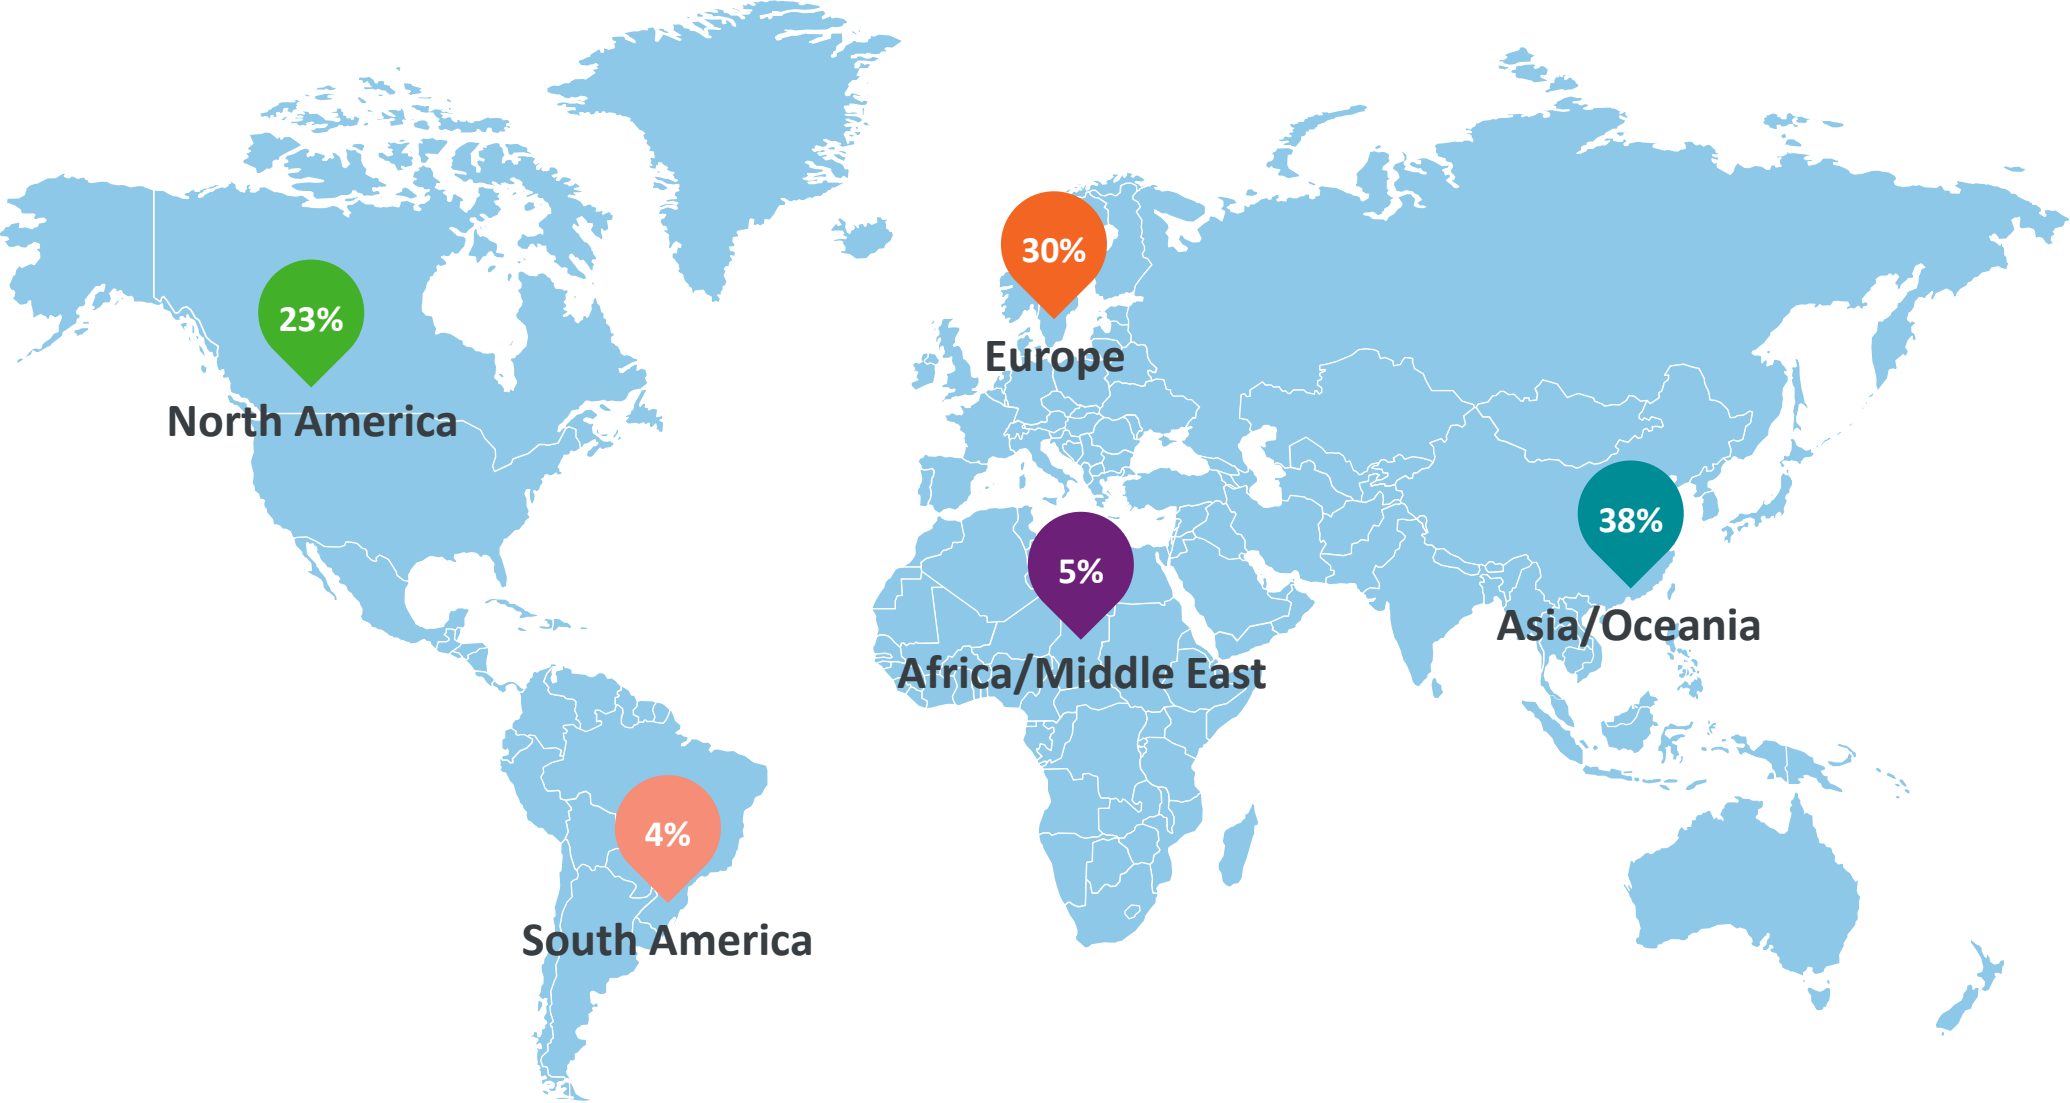 30%
Europe
23%
North America
38%
Asia/Oceania
5%
Africa/Middle East
4%
South America